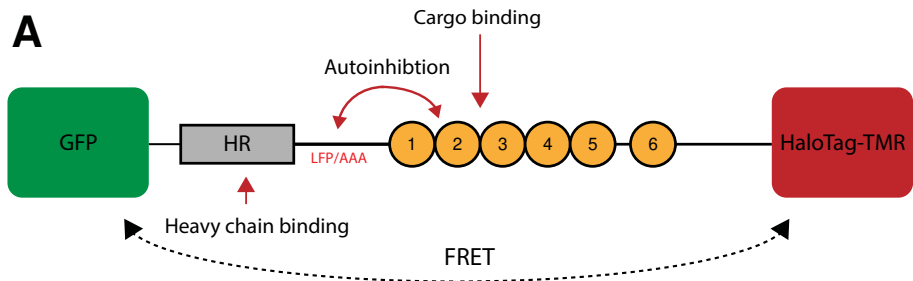 A
Cargo binding
Autoinhibtion
GFP
HR
LFP/AAA
1 2 3 4 5 6
HaloTag-TMR
Heavy chain binding
FRET